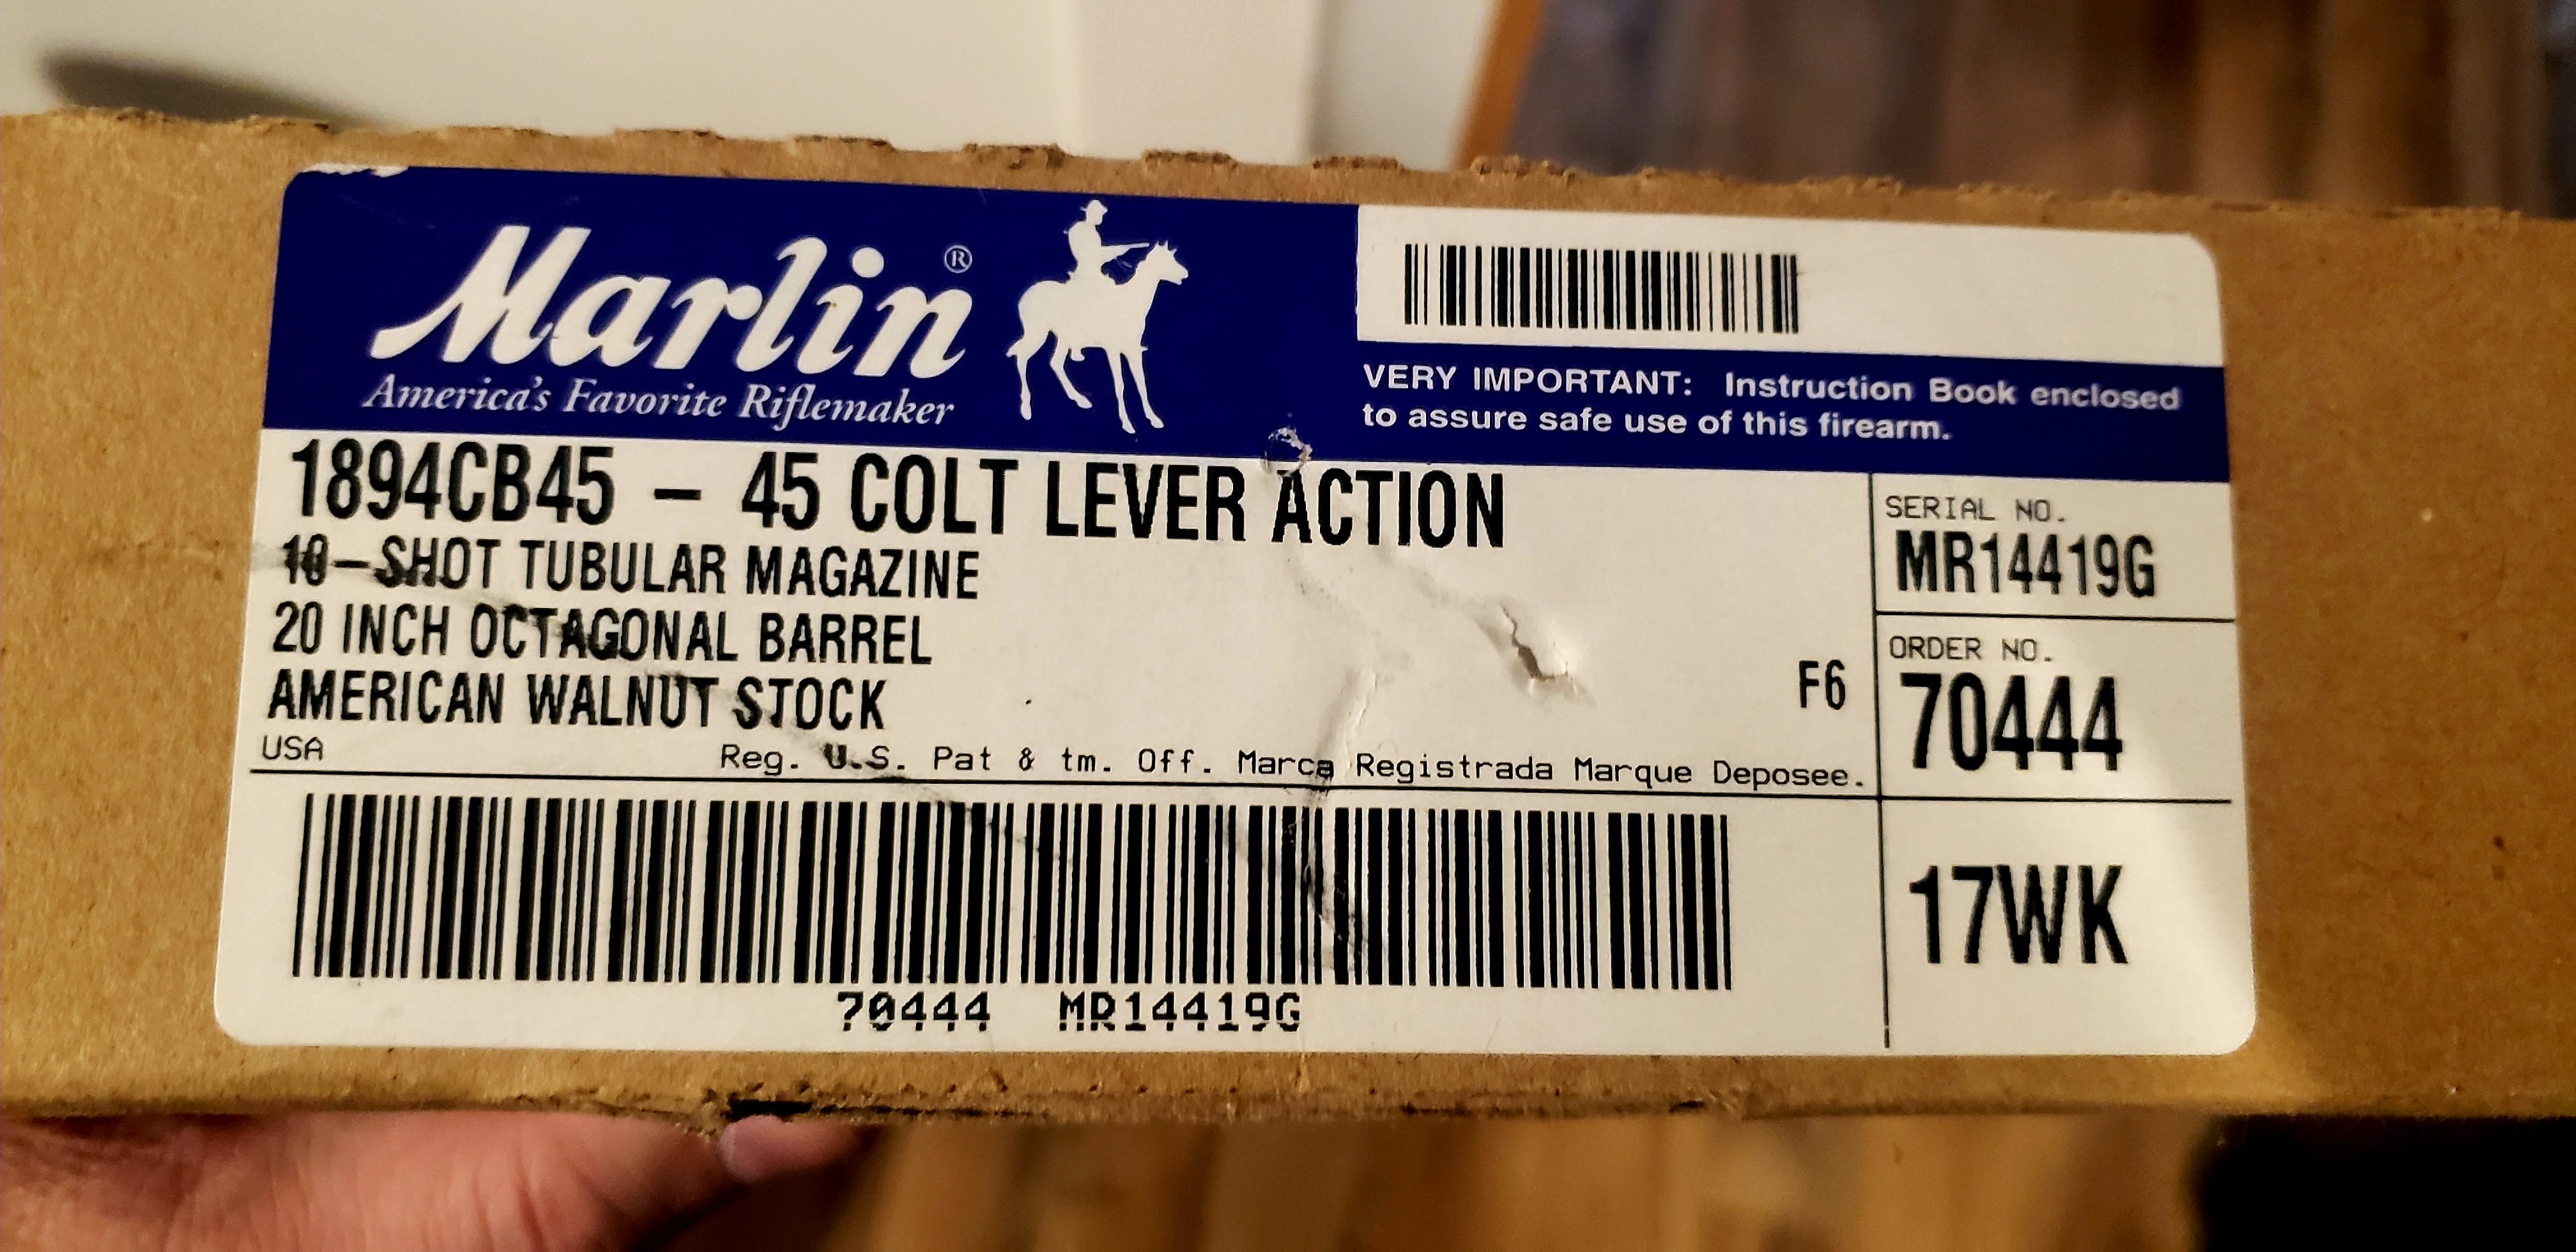 Marlin®
America's Favorite Riflemaker
VERY IMPORTANT: Instruction Book enclosed
to assure safe use of this firearm.
1894CB45 – 45 COLT LEVER ACTION
10–SHOT TUBULAR MAGAZINE
20 INCH OCTAGONAL BARREL
AMERICAN WALNUT STOCK
F6
USA
Reg. U.S. Pat & tm. Off. Marca Registrada Marque Deposee.
SERIAL NO.
MR14419G
ORDER NO.
70444
17WK
70444 MR14419G